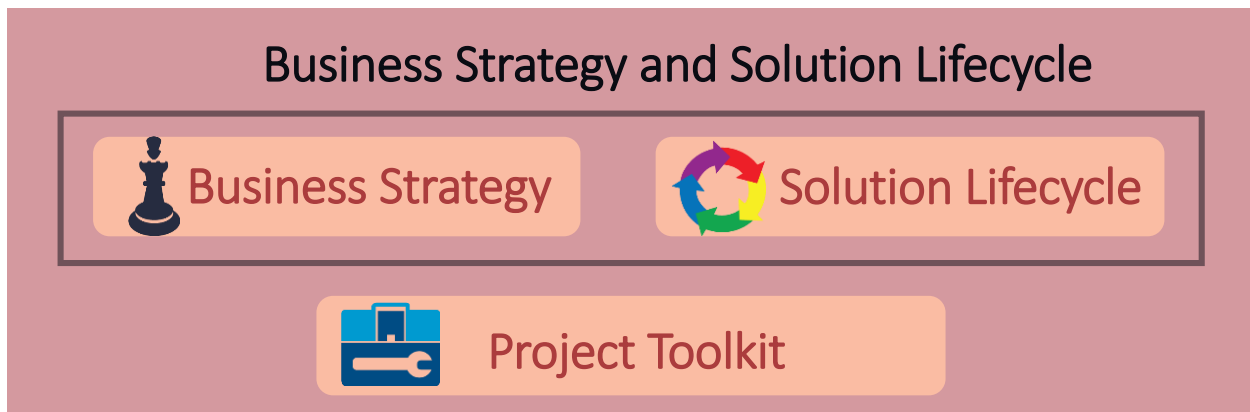 Business Strategy and Solution Lifecycle
Business Strategy
Solution Lifecycle
Project Toolkit